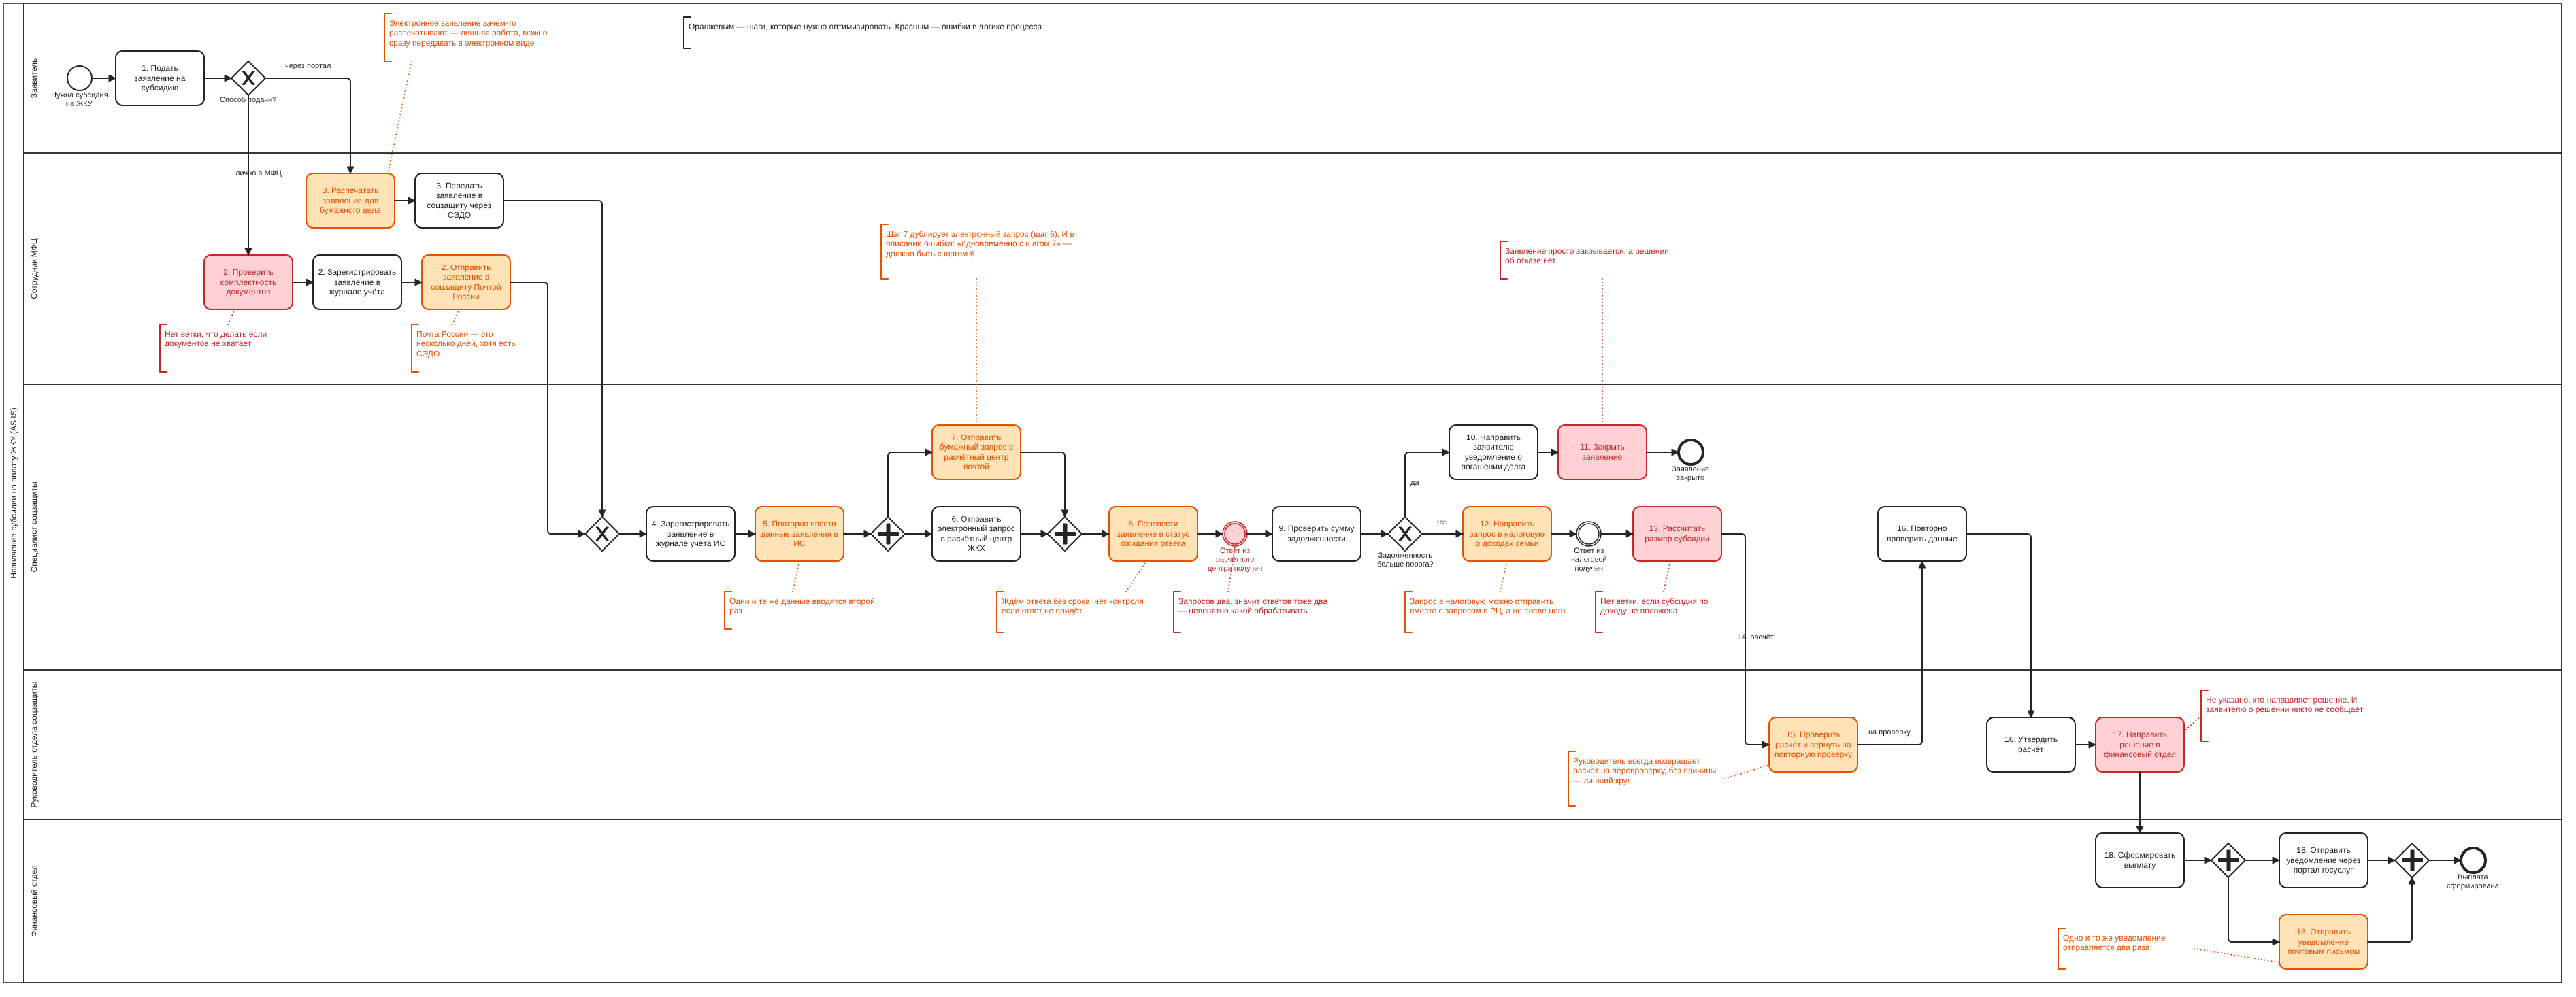 Назначение субсидии на оплату ЖКУ (AS IS)
Заявитель
Нужна субсидия
на ЖКУ
1. Подать
заявление на
субсидию
Способ подачи?
через портал
лично в МФЦ
Электронное заявление зачем-то
распечатывают — лишняя работа, можно
сразу передавать в электронном виде
Оранжевым — шаги, которые нужно оптимизировать. Красным — ошибки в логике процесса
Сотрудник МФЦ
3. Распечатать
заявление для
бумажного дела
3. Передать
заявление в
соцзащиту через
СЭДО
2. Проверить
комплектность
документов
2. Зарегистрировать
заявление в
журнале учёта
2. Отправить
заявление в
соцзащиту Почтой
России
Нет ветки, что делать если
документов не хватает
Почта России — это
несколько дней, хотя есть
СЭДО
Шаг 7 дублирует электронный запрос (шаг 6). И в
описании ошибка: «одновременно с шагом 7» —
должно быть с шагом 6
Заявление просто закрывается, а решения
об отказе нет
Специалист соцзащиты
4. Зарегистрировать
заявление в
журнале учёта ИС
5. Повторно ввести
данные заявления в
ИС
Одни и те же данные вводятся второй
раз
7. Отправить
бумажный запрос в
расчётный центр
почтой
6. Отправить
электронный запрос
в расчётный центр
ЖКХ
8. Перевести
заявление в статус
ожидания ответа
Ждём ответа без срока, нет контроля
если ответ не придёт
Ответ из
расчётного
центра получен
Запросов два, значит ответов тоже два
— непонятно какой обрабатывать
9. Проверить сумму
задолженности
Задолженность
больше порога?
да
нет
10. Направить
заявителю
уведомление о
погашении долга
11. Закрыть
заявление
Заявление
закрыто
12. Направить
запрос в налоговую
о доходах семьи
Запрос в налоговую можно отправить
вместе с запросом в РЦ, а не после него
Ответ из
налоговой
получен
13. Рассчитать
размер субсидии
Нет ветки, если субсидия по
доходу не положена
14. расчёт
16. Повторно
проверить данные
Руководитель отдела соцзащиты
15. Проверить
расчёт и вернуть на
повторную проверку
на проверку
Руководитель всегда возвращает
расчёт на перепроверку, без причины
— лишний круг
16. Утвердить
расчёт
17. Направить
решение в
финансовый отдел
Не указано, кто направляет решение. И
заявителю о решении никто не сообщает
Финансовый отдел
18. Сформировать
выплату
18. Отправить
уведомление через
портал госуслуг
18. Отправить
уведомление
почтовым письмом
Одно и то же уведомление
отправляется два раза
Выплата
сформирована